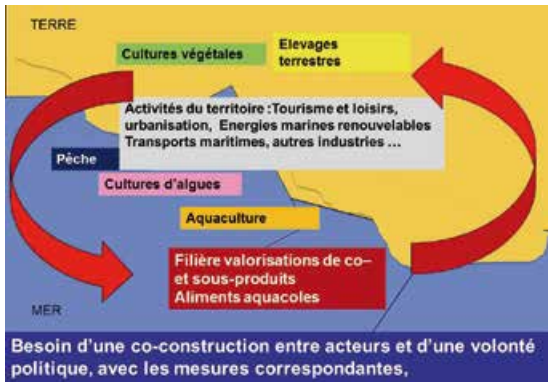 TERRE
Cultures végétales
Elevages
terrestres
Activités du territoire :Tourisme et loisirs,
urbanisation, Energies marines renouvelables
Transports maritimes, autres industries ...
Pêche
Cultures d'algues
Aquaculture
Filière valorisations de co–
et sous-produits
Aliments aquacoles
MER
Besoin d'une co-construction entre acteurs et d'une volonté
politique, avec les mesures correspondantes,